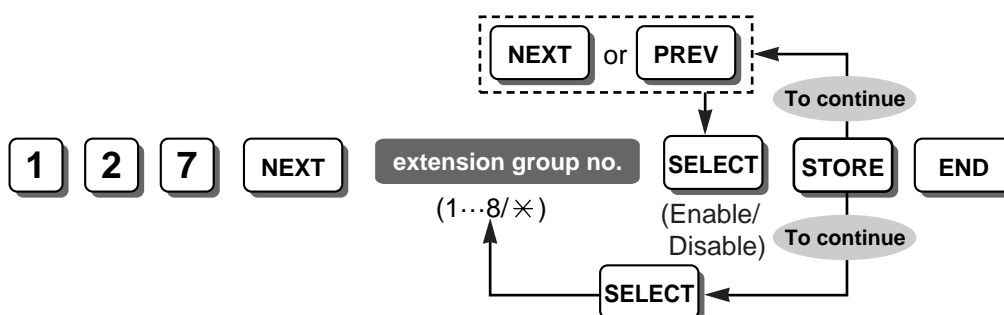 NEXT or PREV
To continue
1 2 7 NEXT extension group no. SELECT STORE END
(1···8/✳)
(Enable/
Disable)
To continue
SELECT